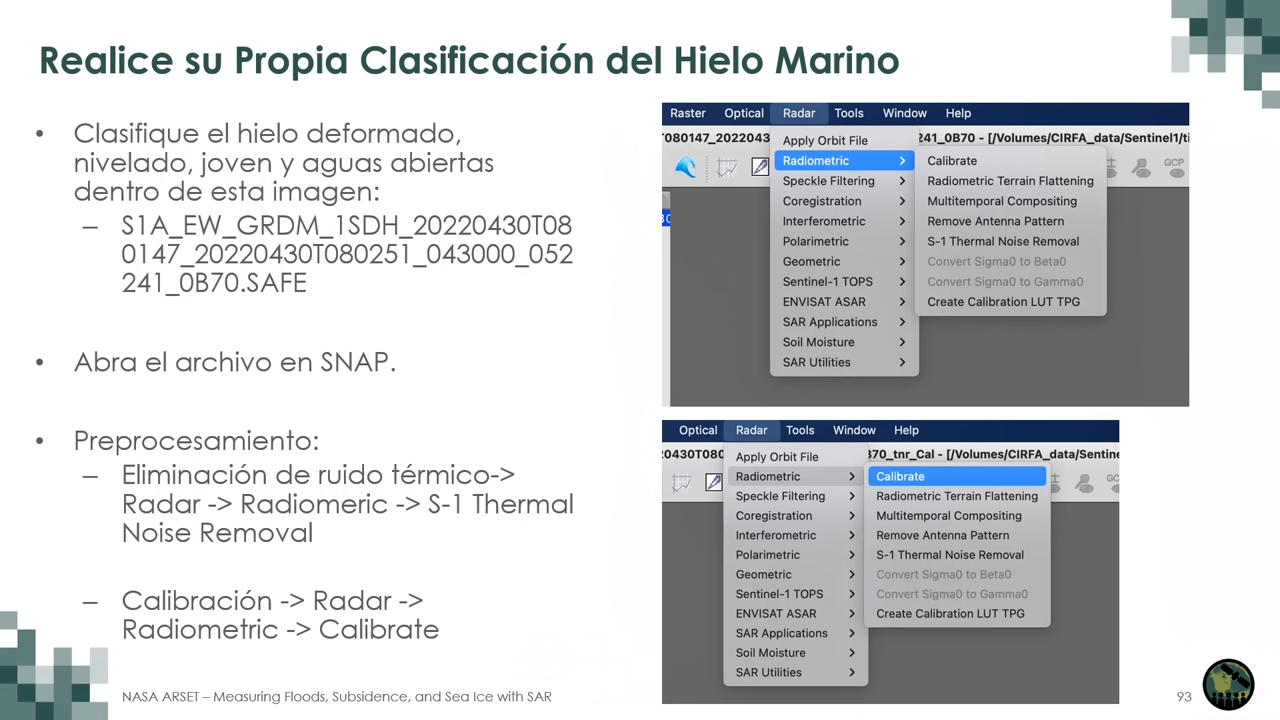 Realice su Propia Clasificación del Hielo Marino
• Clasifique el hielo deformado,
nivelado, joven y aguas abiertas
dentro de esta imagen:
– S1A_EW_GRDM_1SDH_20220430T08
0147_20220430T080251_043000_052
241_0B70.SAFE
• Abra el archivo en SNAP.
• Preprocesamiento:
– Eliminación de ruido térmico->
Radar -> Radiomeric -> S-1 Thermal
Noise Removal
– Calibración -> Radar ->
Radiometric -> Calibrate
Raster Optical Radar Tools Window Help
T080147_2022043
241_0B70 - [/Volumes/CIRFA_data/Sentinel1/ti
Apply Orbit File
Radiometric
Speckle Filtering
Coregistration
Interferometric
Polarimetric
Geometric
Sentinel-1 TOPS
ENVISAT ASAR
SAR Applications
Soil Moisture
SAR Utilities
Calibrate
Radiometric Terrain Flattening
Multitemporal Compositing
Remove Antenna Pattern
S-1 Thermal Noise Removal
Convert Sigma0 to Beta0
Convert Sigma0 to Gamma0
Create Calibration LUT TPG
GCP
Optical Radar Tools Window Help
0430T080
370_tnr_Cal - [/Volumes/CIRFA_data/Sentine
Apply Orbit File
Radiometric
Speckle Filtering
Coregistration
Interferometric
Polarimetric
Geometric
Sentinel-1 TOPS
ENVISAT ASAR
SAR Applications
Soil Moisture
SAR Utilities
Calibrate
Radiometric Terrain Flattening
Multitemporal Compositing
Remove Antenna Pattern
S-1 Thermal Noise Removal
Convert Sigma0 to Beta0
Convert Sigma0 to Gamma0
Create Calibration LUT TPG
NASA ARSET – Measuring Floods, Subsidence, and Sea Ice with SAR
93